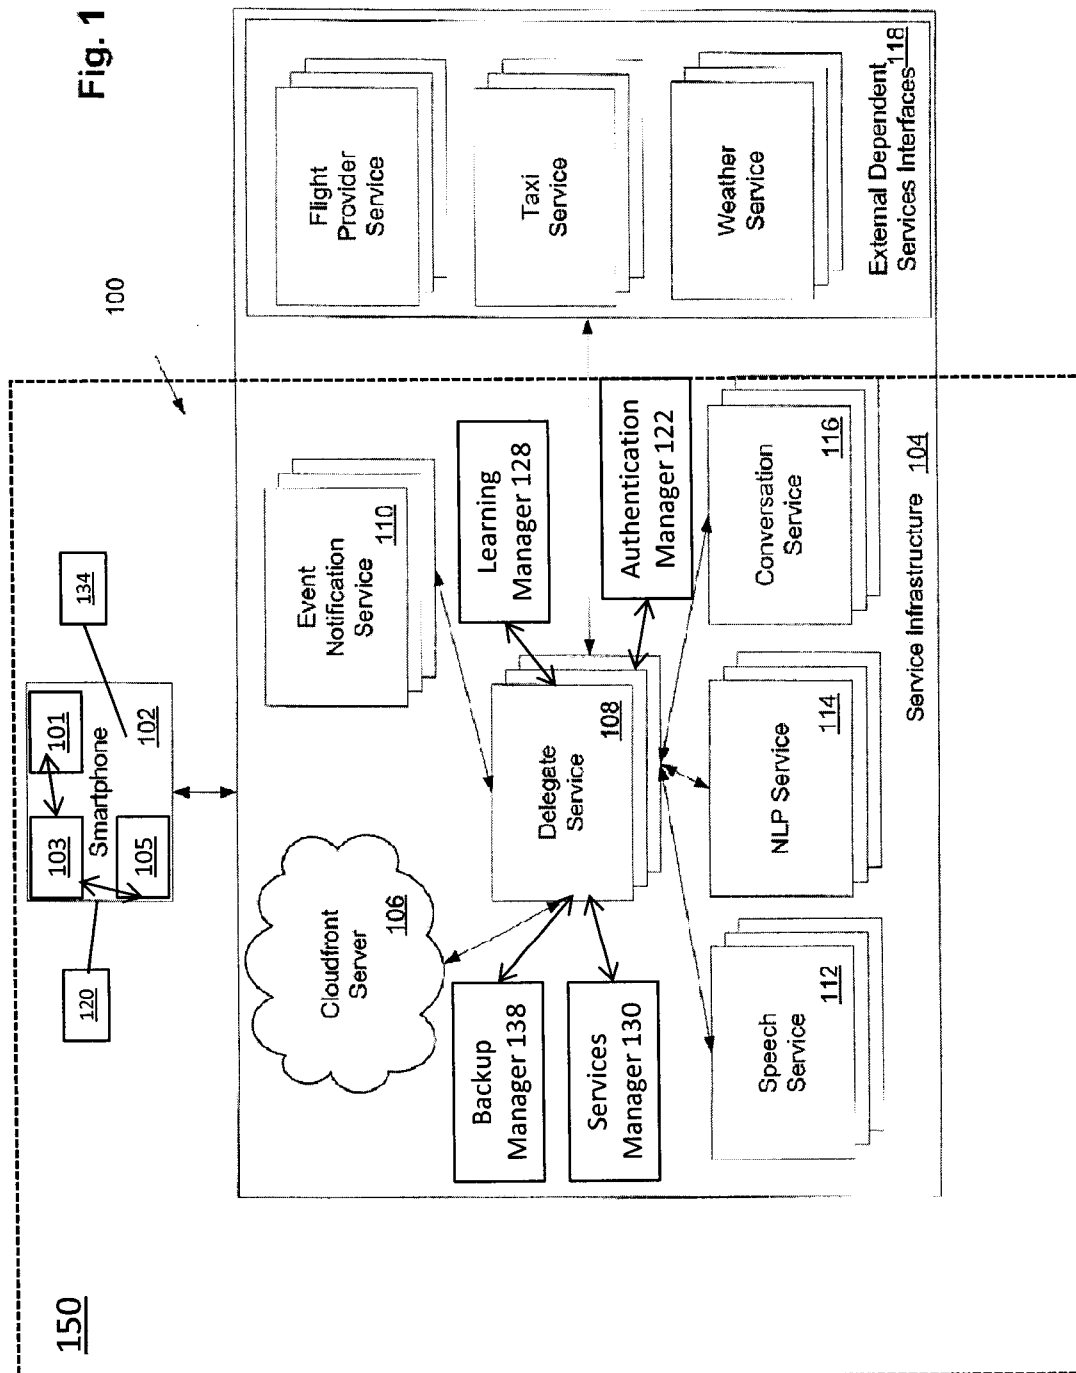 Fig. 1
100
150
120
134
103
101
105
Smartphone
102
Cloudfront
Server
106
Event
Notification
Service
110
Backup
Manager 138
Services
Manager 130
Delegate
Service
108
Learning
Manager 128
Authentication
Manager 122
Speech
Service
112
NLP Service
114
Conversation
Service
116
Service Infrastructure 104
Flight
Provider
Service
Taxi
Service
Weather
Service
External Dependent
Services Interfaces 118